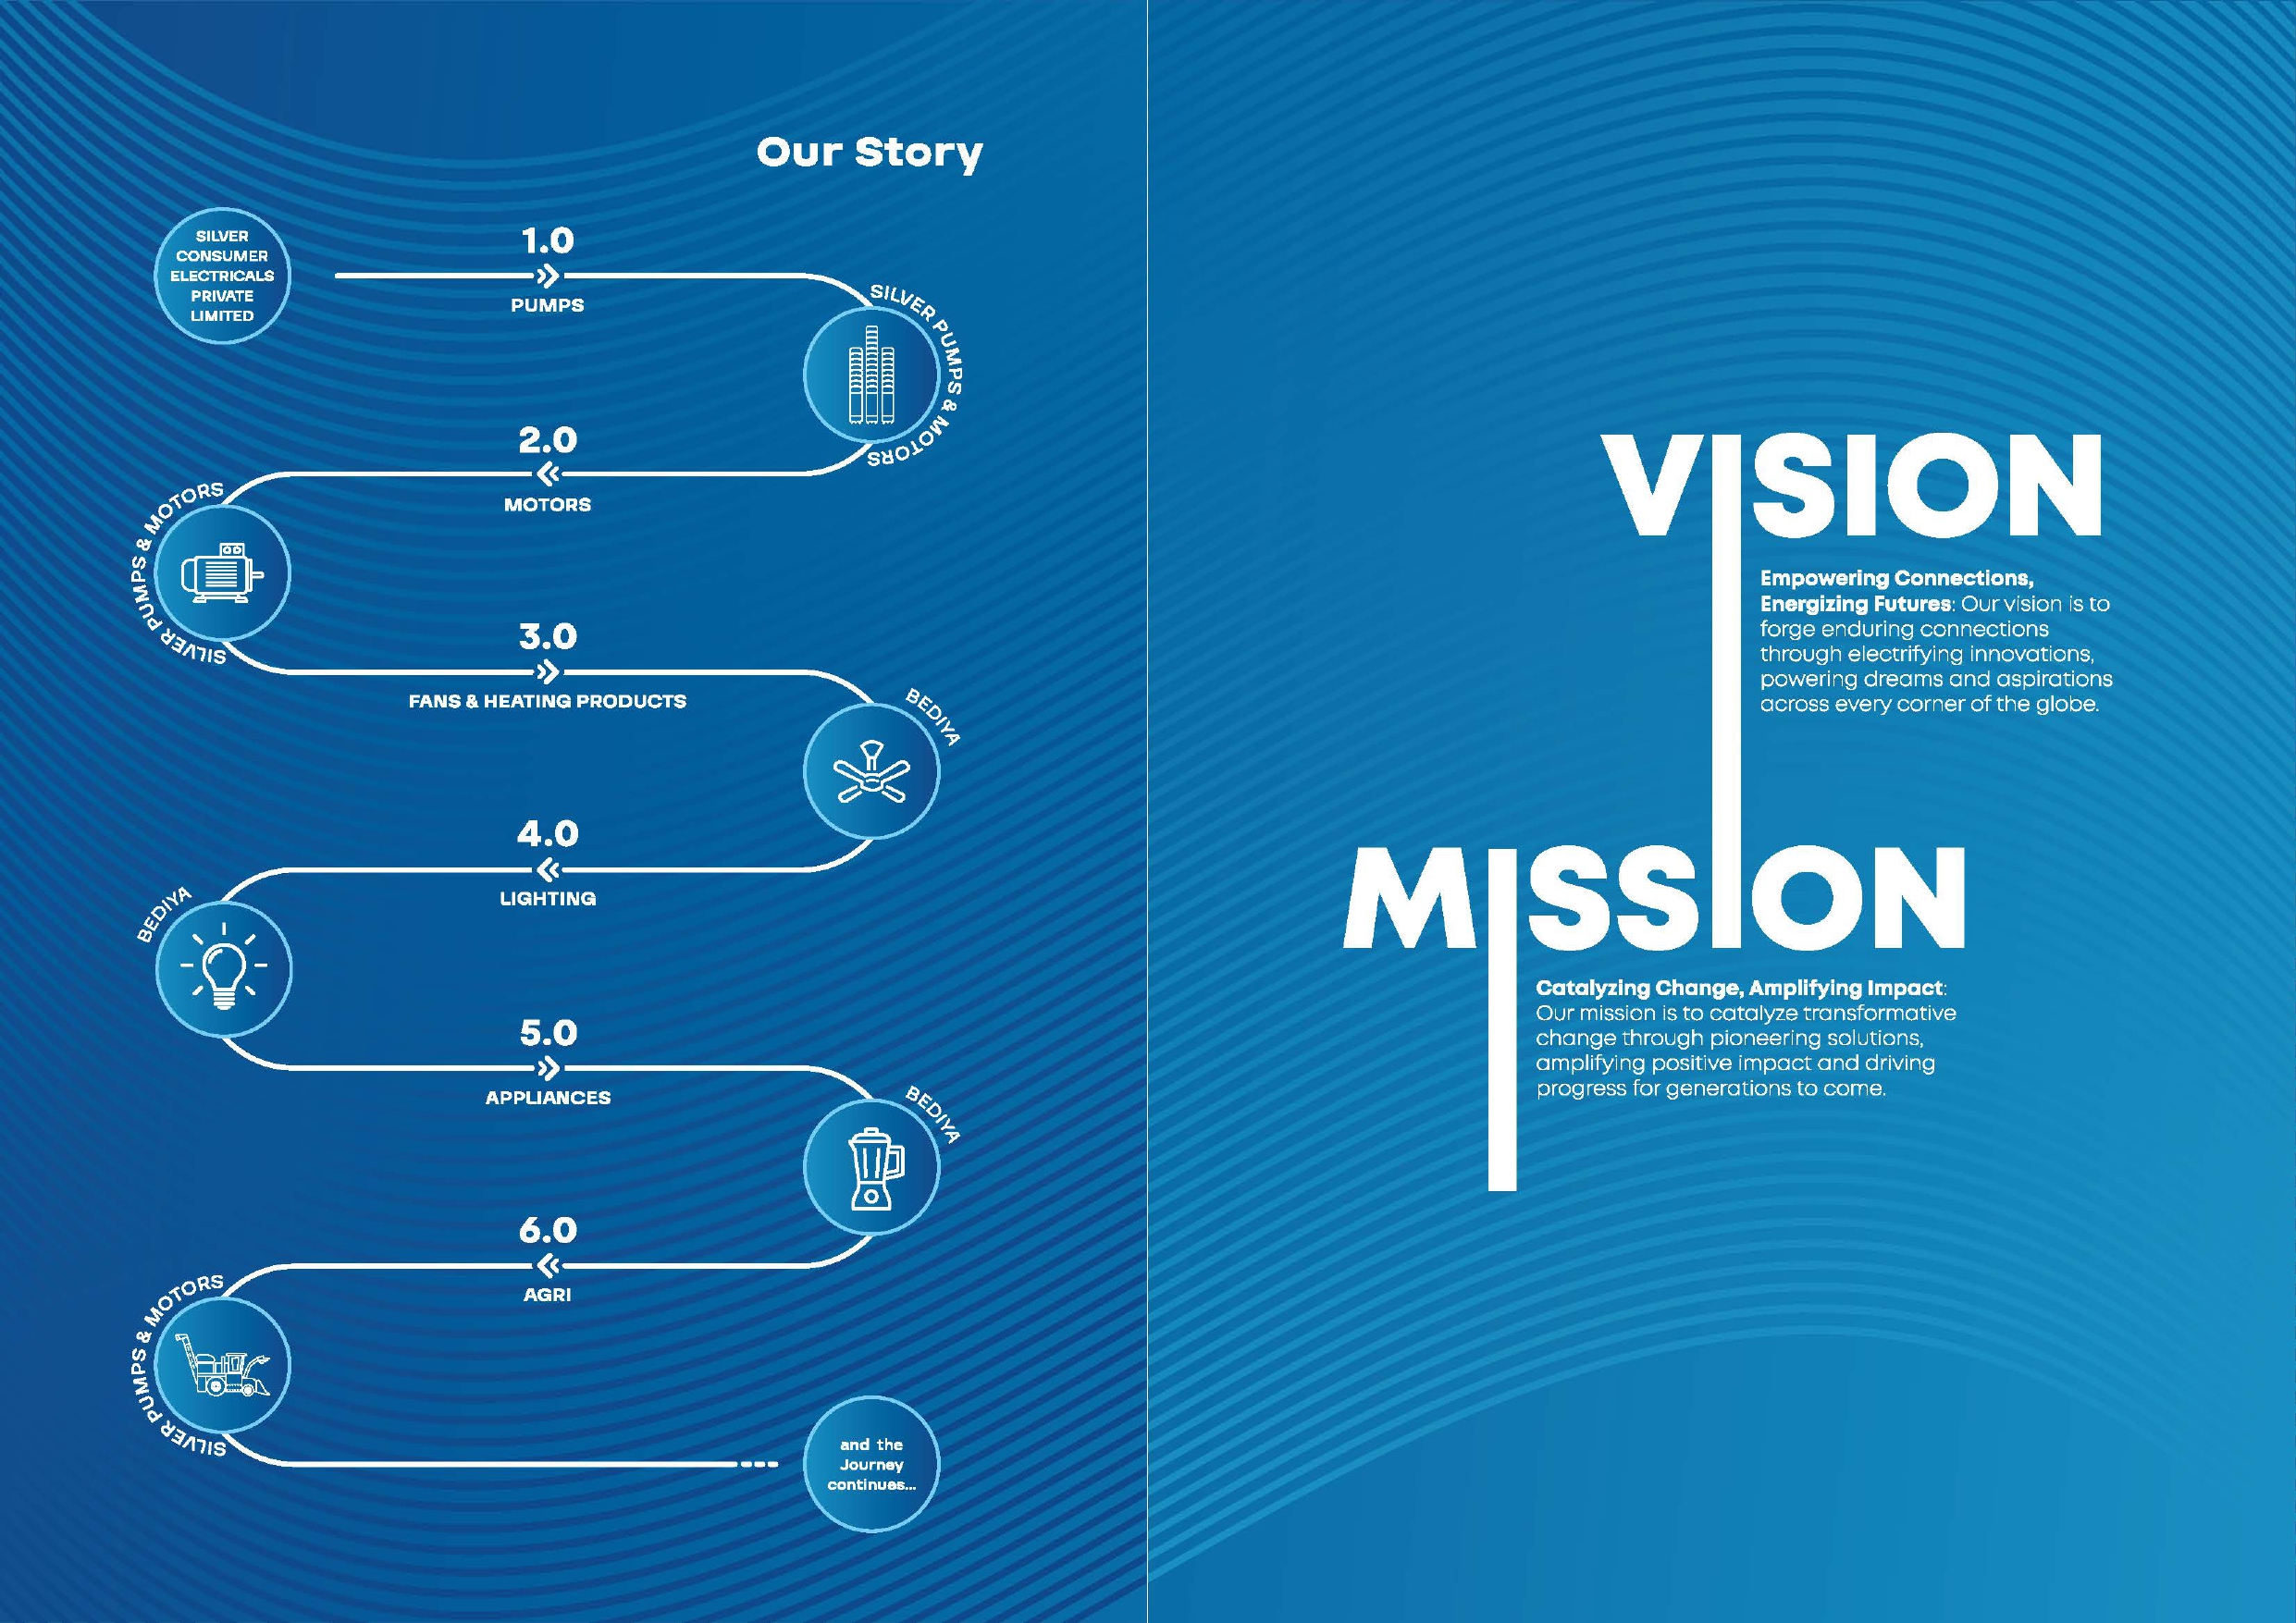 Our Story
SILVER
CONSUMER
ELECTRICALS
PRIVATE
LIMITED
1.0
PUMPS
SILVER PUMPS & MOTORS
2.0
MOTORS
SILVER PUMPS & MOTORS
3.0
FANS & HEATING PRODUCTS
BEDIYA
4.0
LIGHTING
BEDIYA
5.0
APPLIANCES
BEDIYA
6.0
AGRI
SILVER PUMPS & MOTORS
and the
Journey
continues...
VISION
Empowering Connections,
Energizing Futures: Our vision is to
forge enduring connections
through electrifying innovations,
powering dreams and aspirations
across every corner of the globe.
MISSION
Catalyzing Change, Amplifying Impact:
Our mission is to catalyze transformative
change through pioneering solutions,
amplifying positive impact and driving
progress for generations to come.